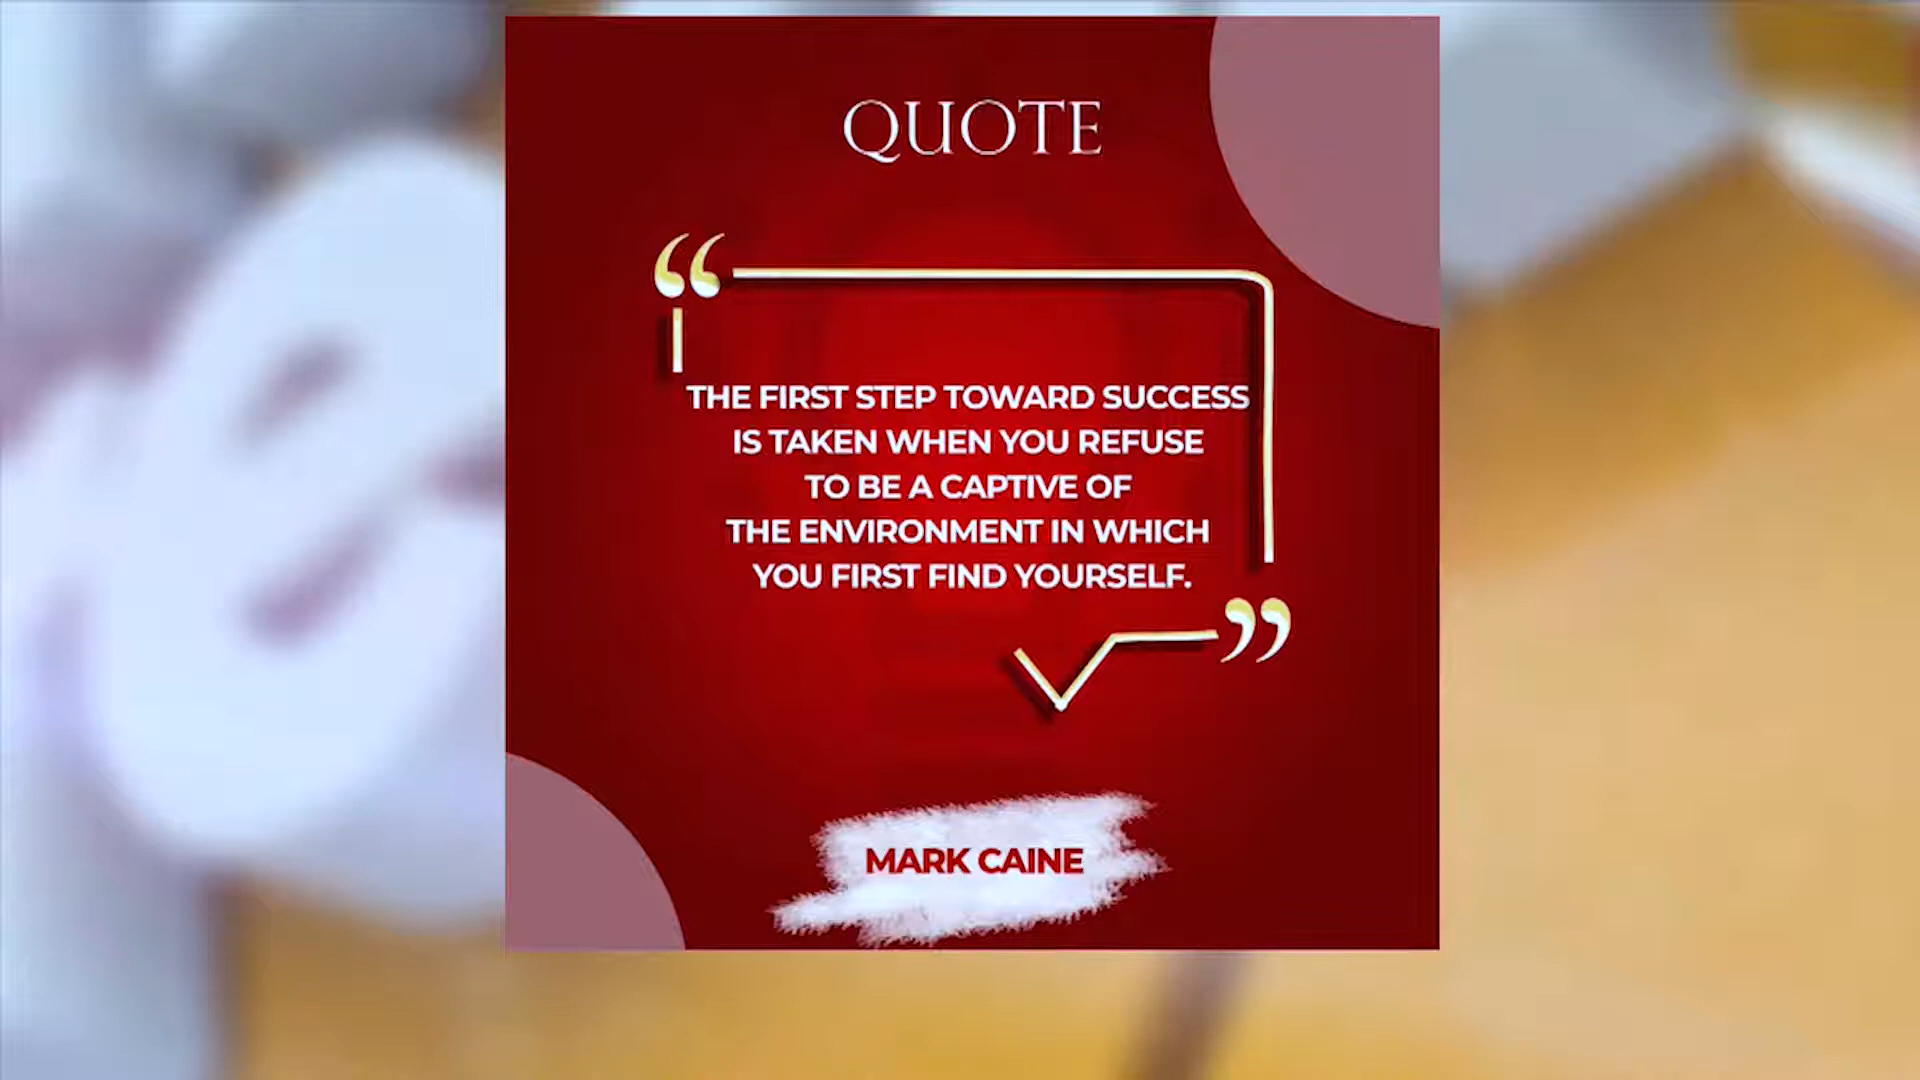 QUOTE
“
THE FIRST STEP TOWARD SUCCESS
IS TAKEN WHEN YOU REFUSE
TO BE A CAPTIVE OF
THE ENVIRONMENT IN WHICH
YOU FIRST FIND YOURSELF.
”
MARK CAINE